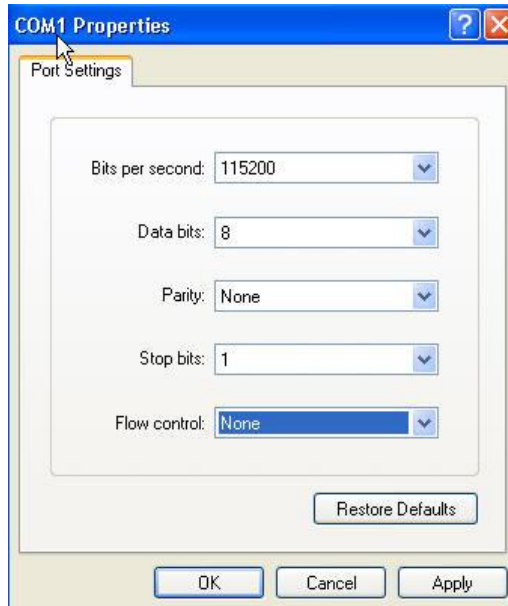 COM1 Properties
Port Settings
Bits per second: 115200
Data bits: 8
Parity: None
Stop bits: 1
Flow control: None
Restore Defaults
OK Cancel Apply